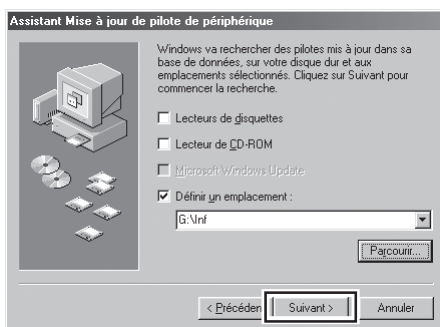 Assistant Mise à jour de pilote de périphérique
Windows va rechercher des pilotes mis à jour dans sa
base de données, sur votre disque dur et aux
emplacements sélectionnés. Cliquez sur Suivant pour
commencer la recherche.
Lecteurs de disquettes
Lecteur de CD-ROM
Microsoft Windows Update
Définir un emplacement :
G:\Inf
Parcourir...
< Précéden Suivant > Annuler